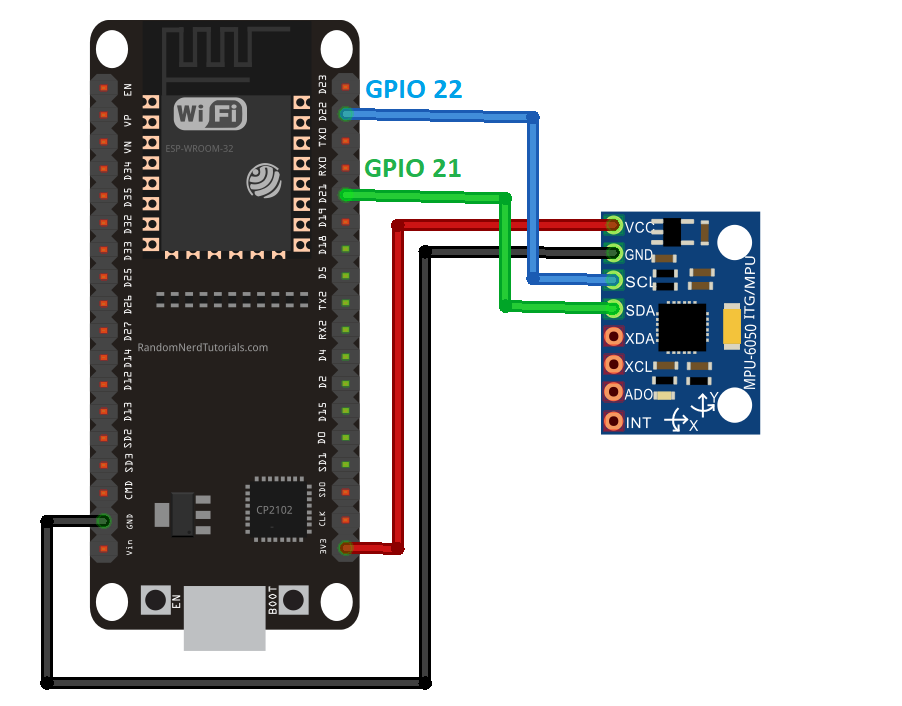 GPIO 22
GPIO 21
WiFi
ESP-WROOM-32
EN
VP
VN
D34
D35
D32
D33
D25
D26
D27
D14
D12
D13
SD2
SD3
CMD
GND
Vin
D23
D22
TX0
RX0
D21
D19
D18
D5
TX2
RX2
D4
D2
D15
D0
SD1
SD0
CLK
3V3
RandomNerdTutorials.com
CP2102
EN
BOOT
VCC
GND
SCL
SDA
XDA
XCL
ADO
INT
MPU-6050 ITG/MPU
Y
X